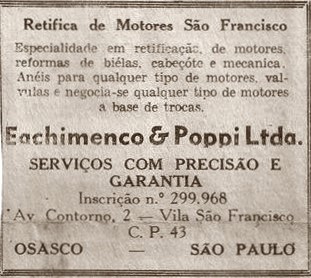 Retifica de Motores São Francisco
Especialidade em retificação, de motores,
reformas de biélas, cabeçóte e mecanica.
Anéis para qualquer tipo de motores, val-
vulas e negocia-se qualquer tipo de motores
a base de trocas.
Eachimenco & Poppi Ltda.
SERVIÇOS COM PRECISÃO E
GARANTIA
Inscrição n.º 299.968
Av. Contorno, 2 — Vila São Francisco
C. P. 43
OSASCO — SÃO PAULO